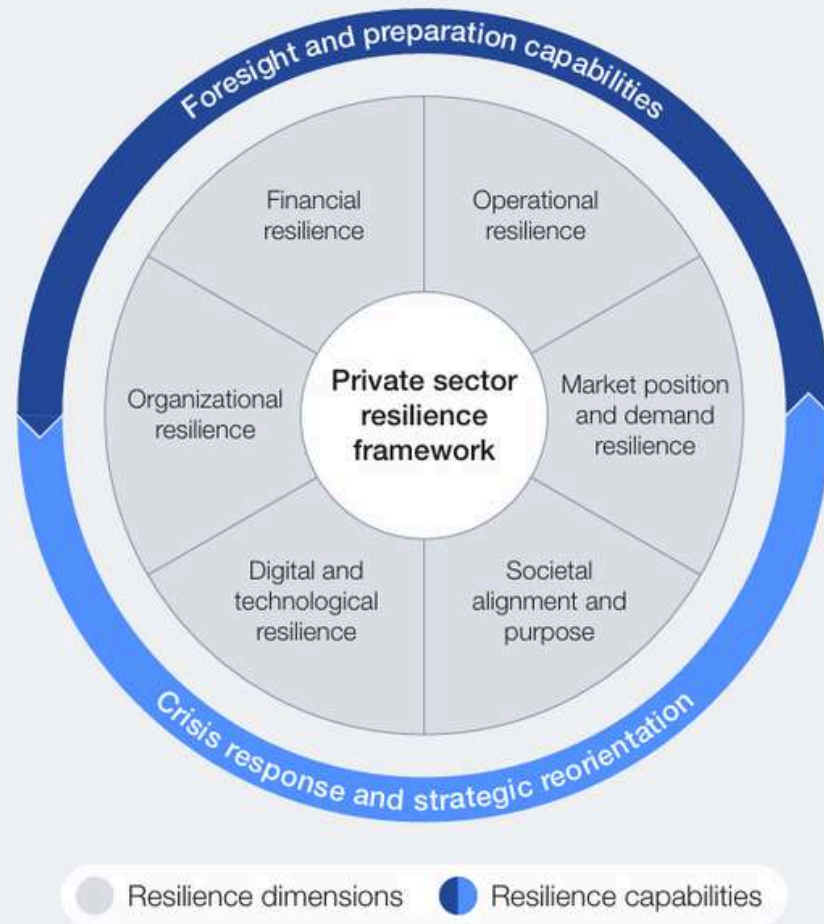 Foresight and preparation capabilities
Financial
resilience
Operational
resilience
Organizational
resilience
Private sector
resilience
framework
Market position
and demand
resilience
Digital and
technological
resilience
Societal
alignment and
purpose
Crisis response and strategic reorientation
Resilience dimensions
Resilience capabilities